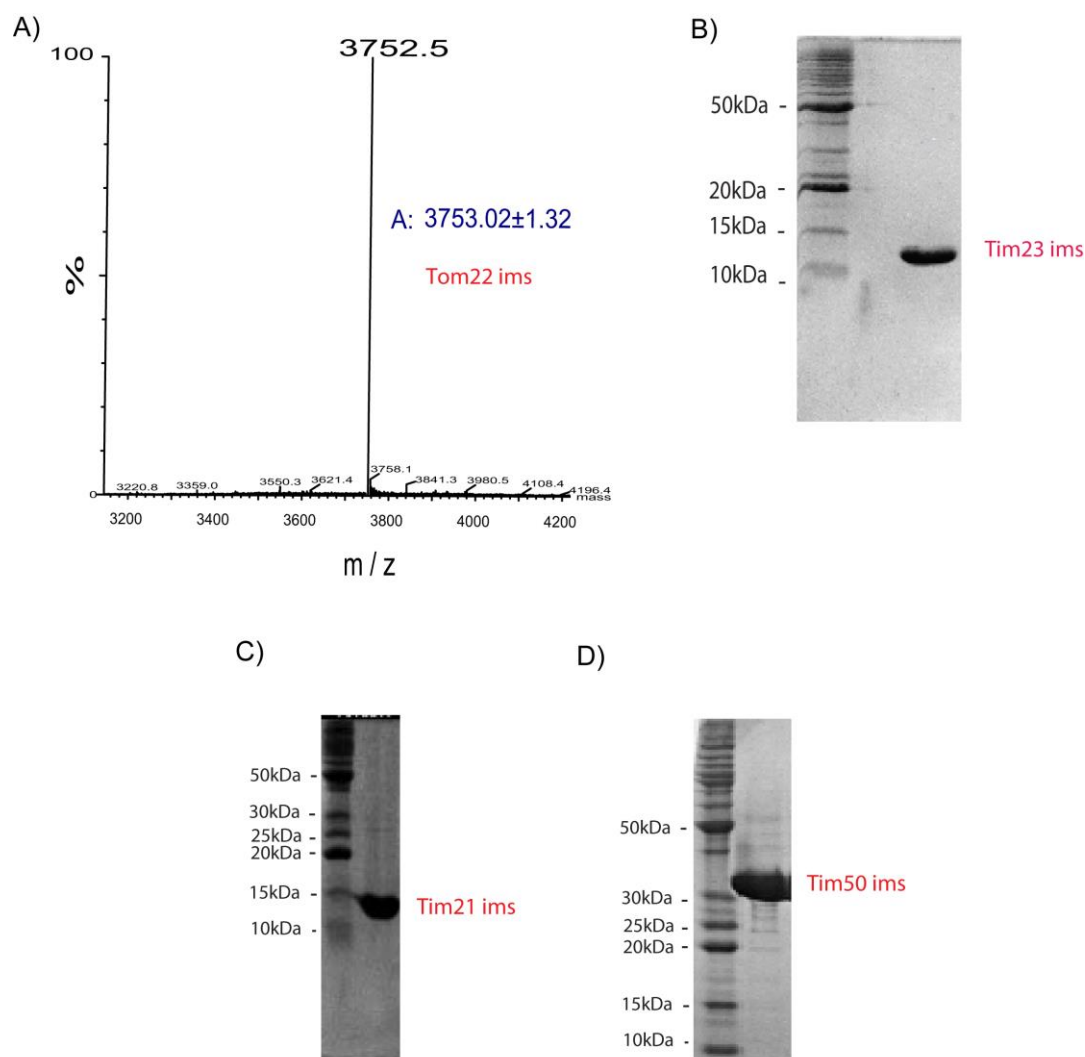 A)
3752.5
100
%
A: 3753.02±1.32
Tom22 ims
0
3220.8 3359.0 3550.3 3621.4 3758.1 3841.3 3980.5 4108.4 4196.4
mass
3200 3400 3600 3800 4000 4200
m / z
B)
50kDa -
20kDa -
15kDa -
10kDa -
Tim23 ims
C)
50kDa -
30kDa -
25kDa -
20kDa -
15kDa -
10kDa -
Tim21 ims
D)
50kDa -
30kDa -
25kDa -
20kDa -
15kDa -
10kDa -
Tim50 ims